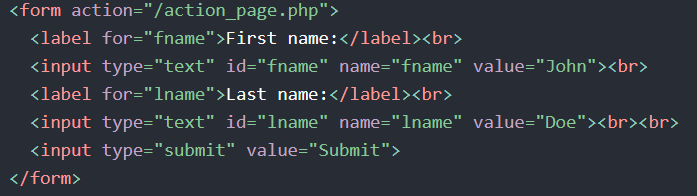 <form action="/action_page.php">
<label for="fname">First name:</label><br>
<input type="text" id="fname" name="fname" value="John"><br>
<label for="lname">Last name:</label><br>
<input type="text" id="lname" name="lname" value="Doe"><br><br>
<input type="submit" value="Submit">
</form>